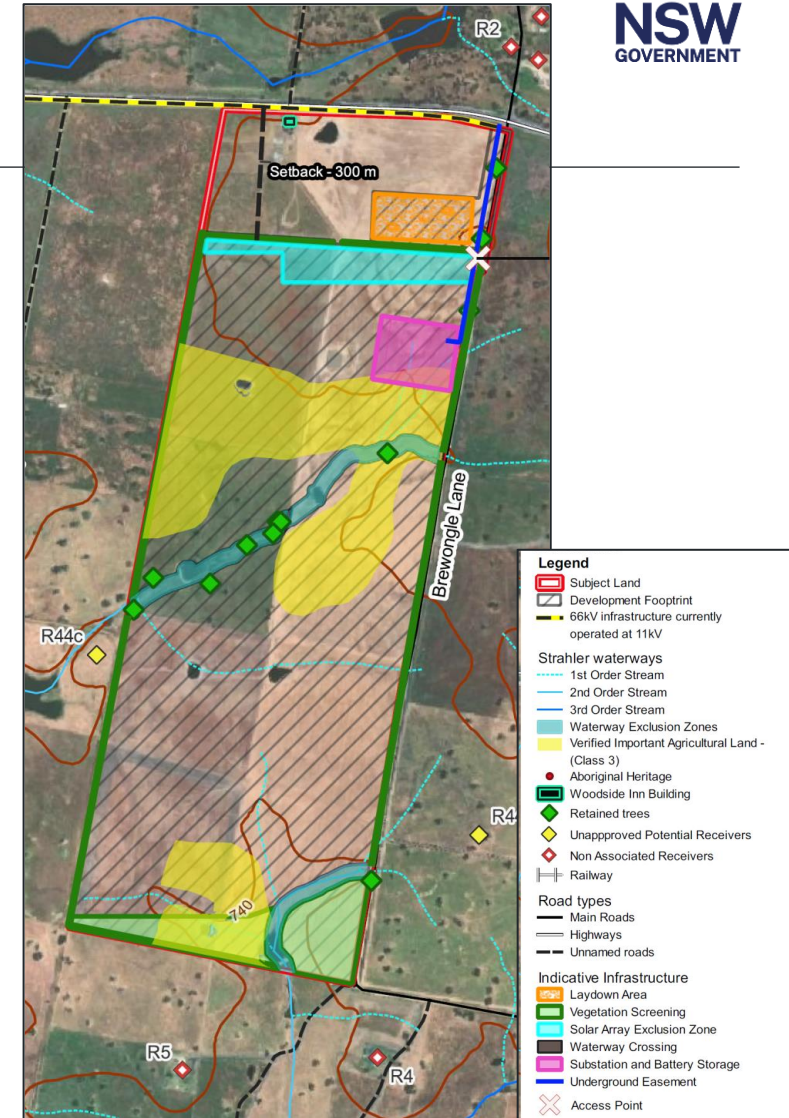 NSW
GOVERNMENT
R2
Setback - 300 m
Brewongle Lane
R44c
R44
740
R5
R4
Legend
Subject Land
Development Fooptrint
66kV infrastructure currently
operated at 11kV
Strahler waterways
1st Order Stream
2nd Order Stream
3rd Order Stream
Waterway Exclusion Zones
Verified Important Agricultural Land -
(Class 3)
Aboriginal Heritage
Woodside Inn Building
Retained trees
Unappproved Potential Receivers
Non Associated Receivers
Railway
Road types
Main Roads
Highways
Unnamed roads
Indicative Infrastructure
Laydown Area
Vegetation Screening
Solar Array Exclusion Zone
Waterway Crossing
Substation and Battery Storage
Underground Easement
Access Point